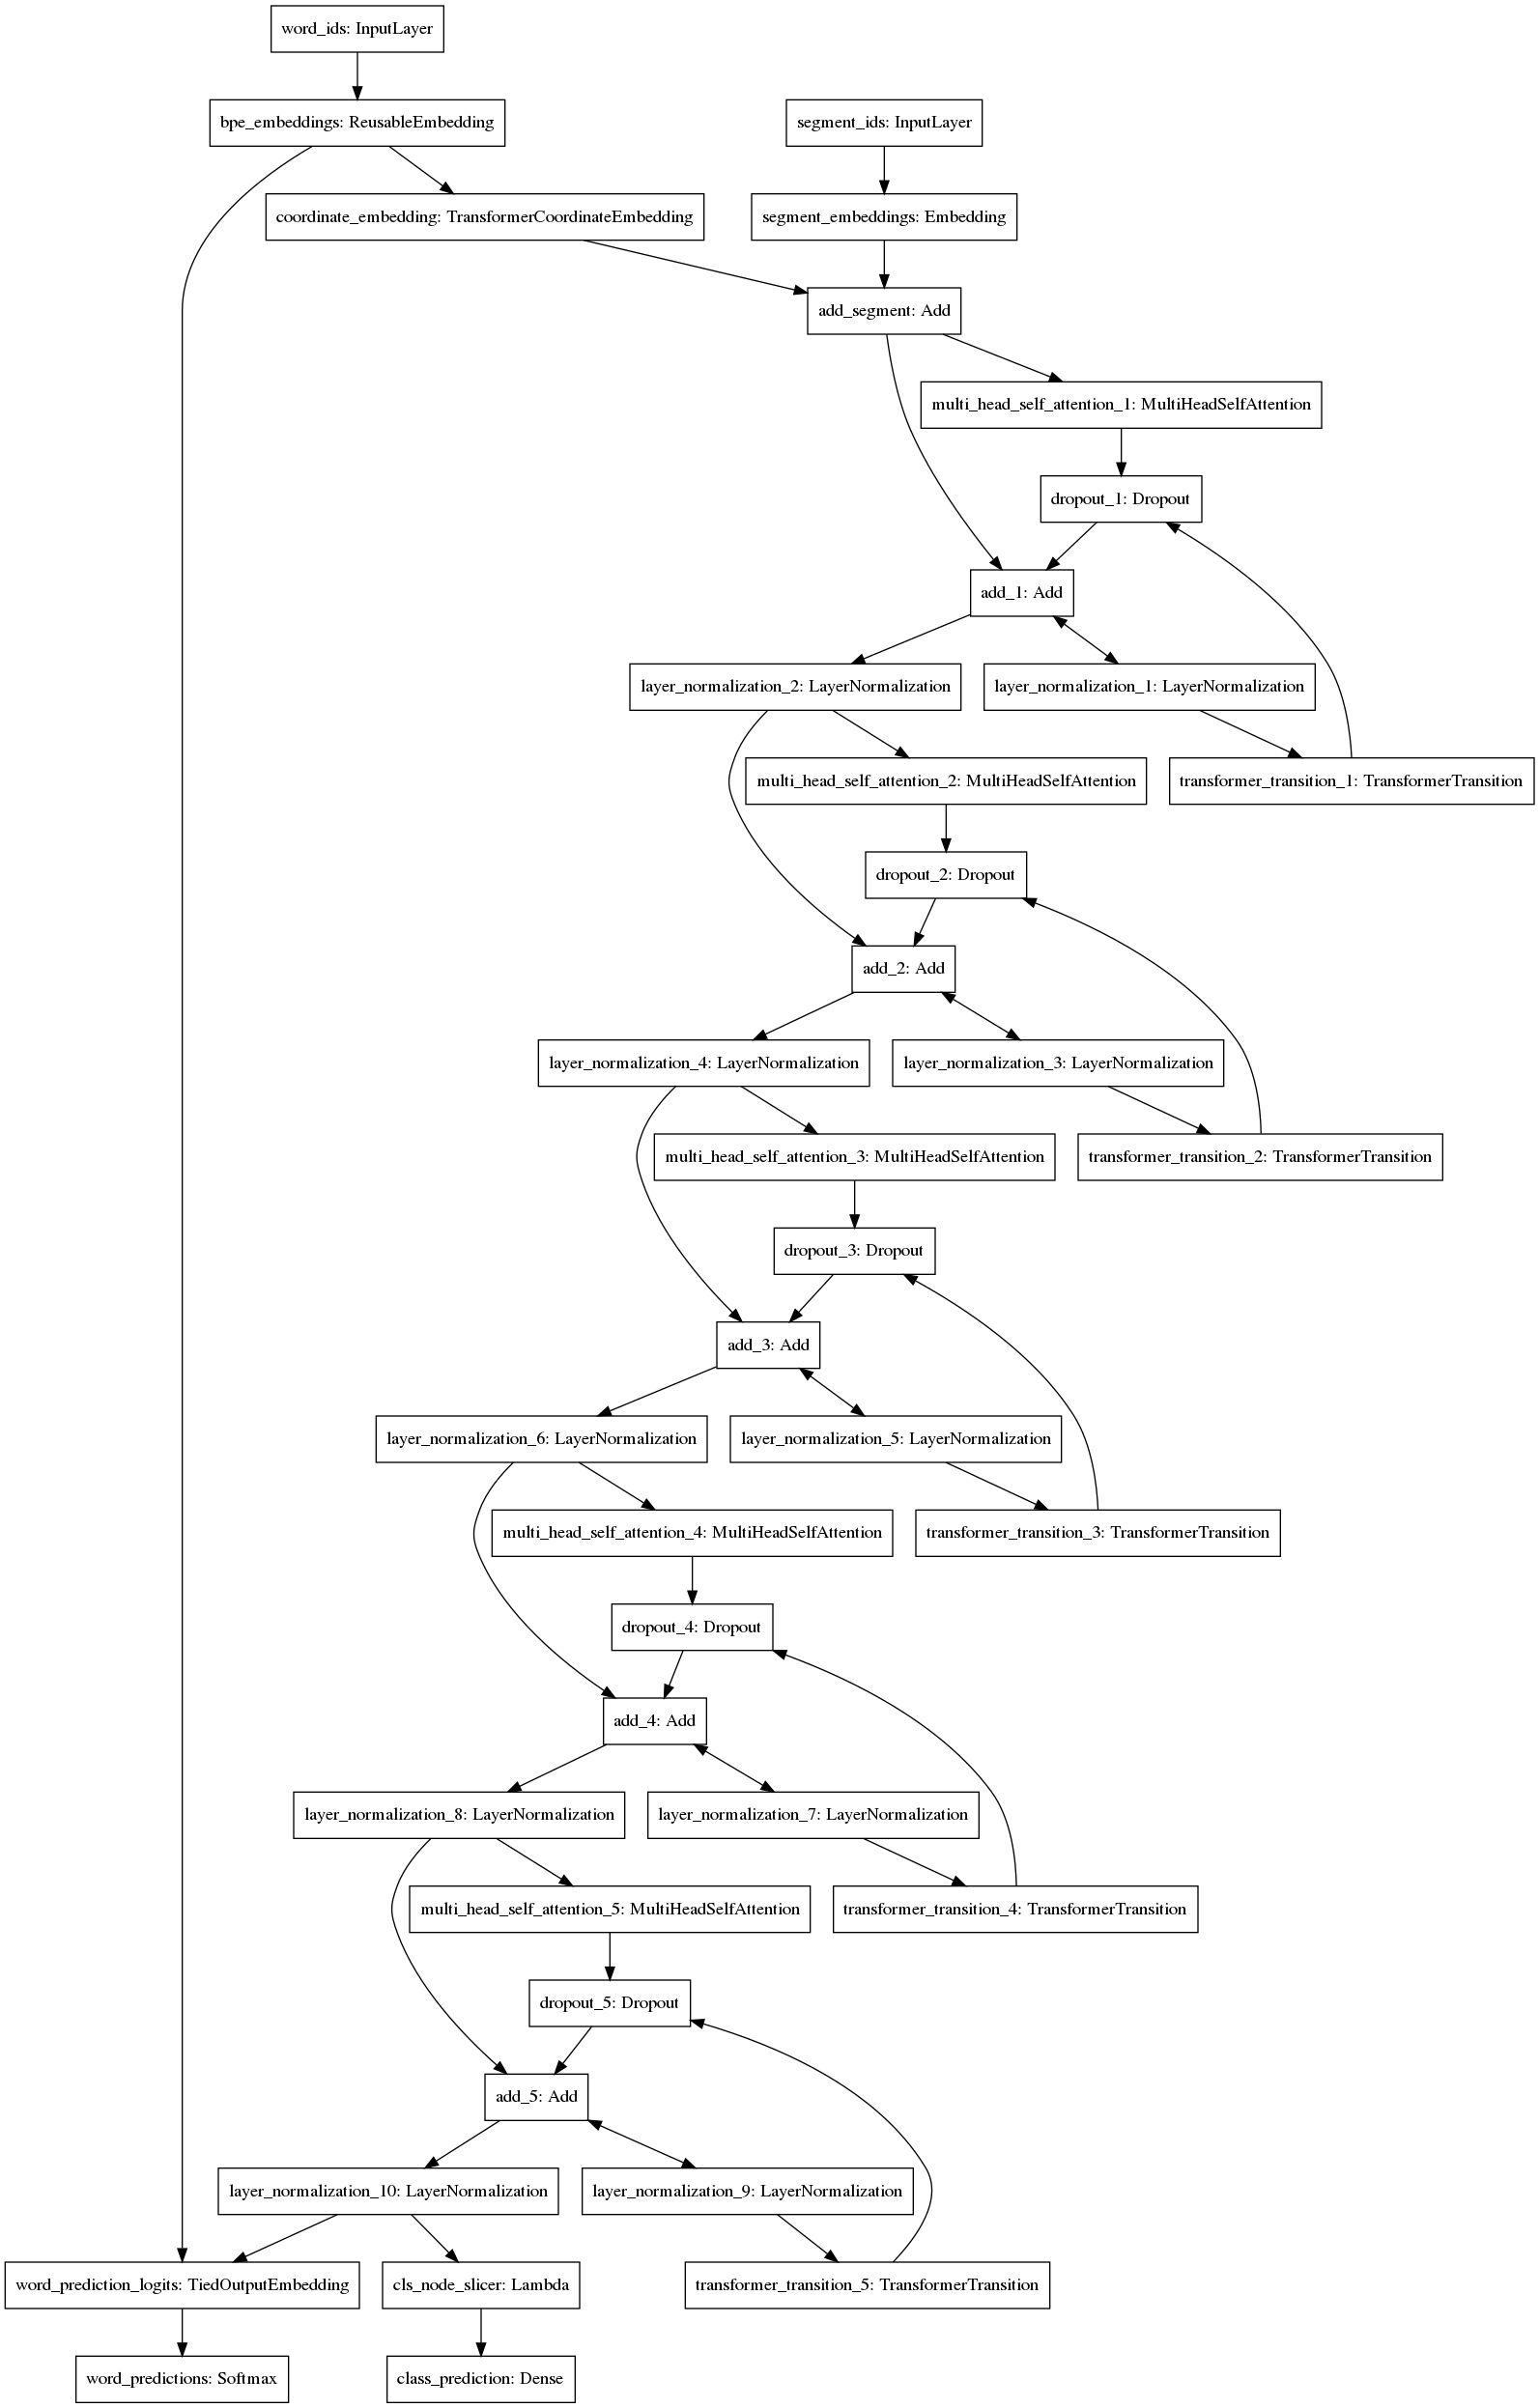 word_ids: InputLayer
bpe_embeddings: ReusableEmbedding
segment_ids: InputLayer
coordinate_embedding: TransformerCoordinateEmbedding
segment_embeddings: Embedding
add_segment: Add
multi_head_self_attention_1: MultiHeadSelfAttention
dropout_1: Dropout
add_1: Add
layer_normalization_2: LayerNormalization
layer_normalization_1: LayerNormalization
multi_head_self_attention_2: MultiHeadSelfAttention
transformer_transition_1: TransformerTransition
dropout_2: Dropout
add_2: Add
layer_normalization_4: LayerNormalization
layer_normalization_3: LayerNormalization
multi_head_self_attention_3: MultiHeadSelfAttention
transformer_transition_2: TransformerTransition
dropout_3: Dropout
add_3: Add
layer_normalization_6: LayerNormalization
layer_normalization_5: LayerNormalization
multi_head_self_attention_4: MultiHeadSelfAttention
transformer_transition_3: TransformerTransition
dropout_4: Dropout
add_4: Add
layer_normalization_8: LayerNormalization
layer_normalization_7: LayerNormalization
multi_head_self_attention_5: MultiHeadSelfAttention
transformer_transition_4: TransformerTransition
dropout_5: Dropout
add_5: Add
layer_normalization_10: LayerNormalization
layer_normalization_9: LayerNormalization
word_prediction_logits: TiedOutputEmbedding
cls_node_slicer: Lambda
transformer_transition_5: TransformerTransition
word_predictions: Softmax
class_prediction: Dense